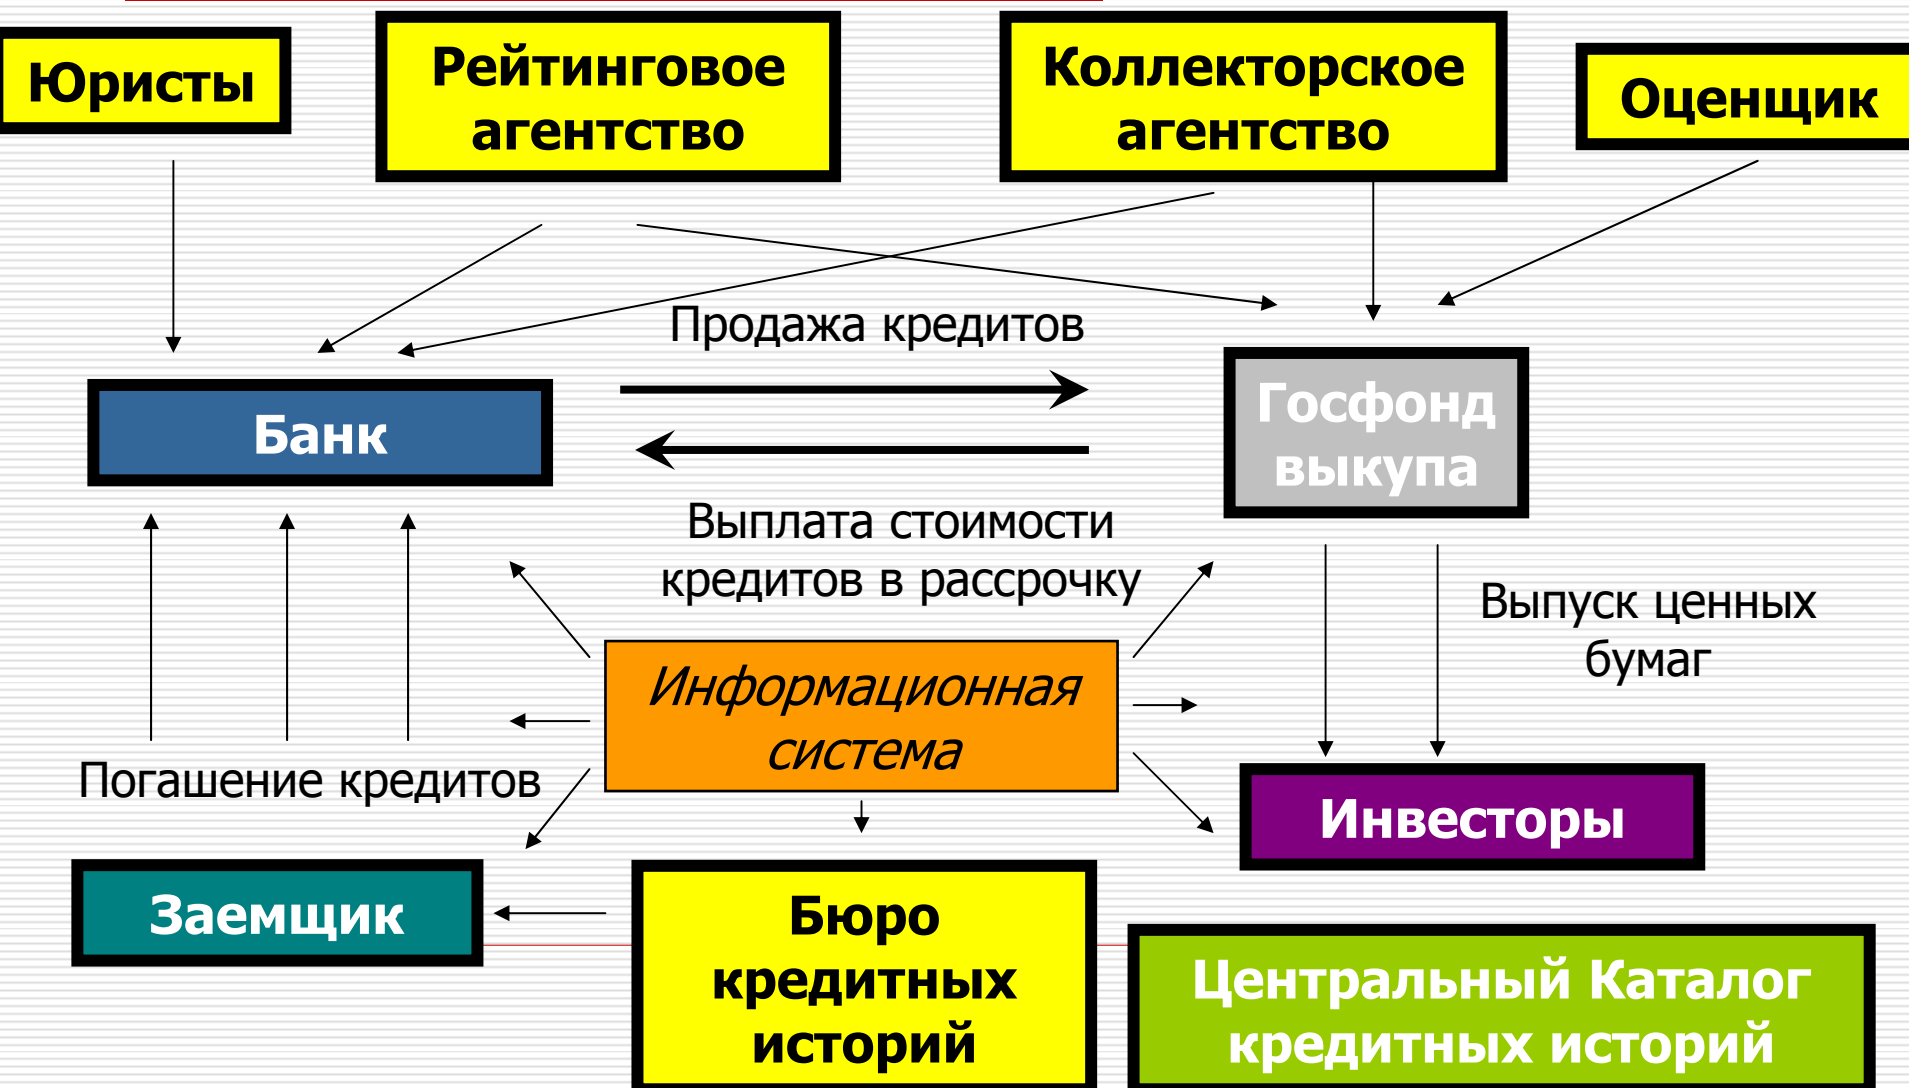 Юристы
Рейтинговое
агентство
Коллекторское
агентство
Оценщик
Продажа кредитов
Банк
Госфонд
выкупа
Выплата стоимости
кредитов в рассрочку
Выпуск ценных
бумаг
Информационная
система
Погашение кредитов
Инвесторы
Заемщик
Бюро
кредитных
историй
Центральный Каталог
кредитных историй